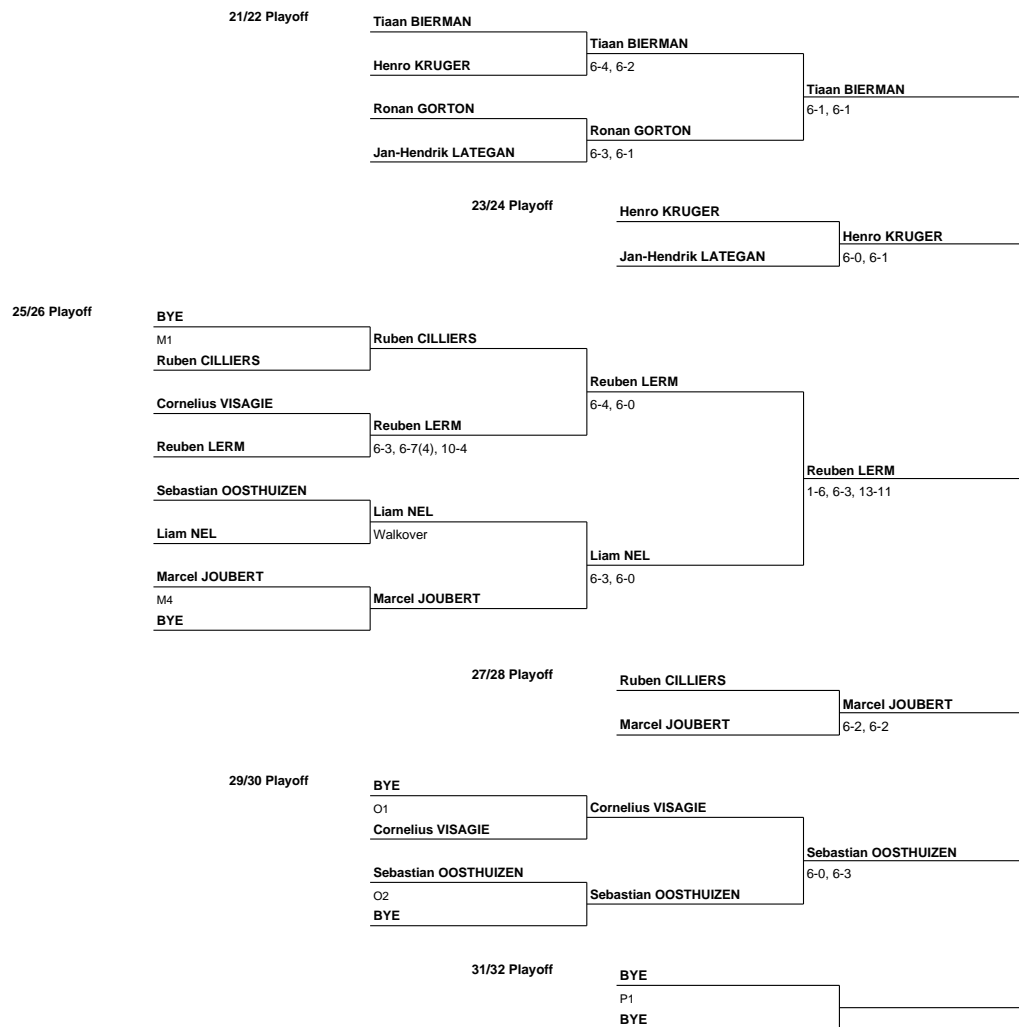 21/22 Playoff
Tiaan BIERMAN
Tiaan BIERMAN
Henro KRUGER
6-4, 6-2
Tiaan BIERMAN
6-1, 6-1
Ronan GORTON
Ronan GORTON
Jan-Hendrik LATEGAN
6-3, 6-1
23/24 Playoff
Henro KRUGER
Henro KRUGER
Jan-Hendrik LATEGAN
6-0, 6-1
25/26 Playoff
BYE
M1
Ruben CILLIERS
Ruben CILLIERS
Reuben LERM
6-4, 6-0
Cornelius VISAGIE
Reuben LERM
Reuben LERM
6-3, 6-7(4), 10-4
Reuben LERM
1-6, 6-3, 13-11
Sebastian OOSTHUIZEN
Liam NEL
Liam NEL
Walkover
Liam NEL
6-3, 6-0
Marcel JOUBERT
M4
Marcel JOUBERT
BYE
27/28 Playoff
Ruben CILLIERS
Marcel JOUBERT
Marcel JOUBERT
6-2, 6-2
29/30 Playoff
BYE
O1
Cornelius VISAGIE
Cornelius VISAGIE
Sebastian OOSTHUIZEN
6-0, 6-3
Sebastian OOSTHUIZEN
O2
Sebastian OOSTHUIZEN
BYE
31/32 Playoff
BYE
P1
BYE